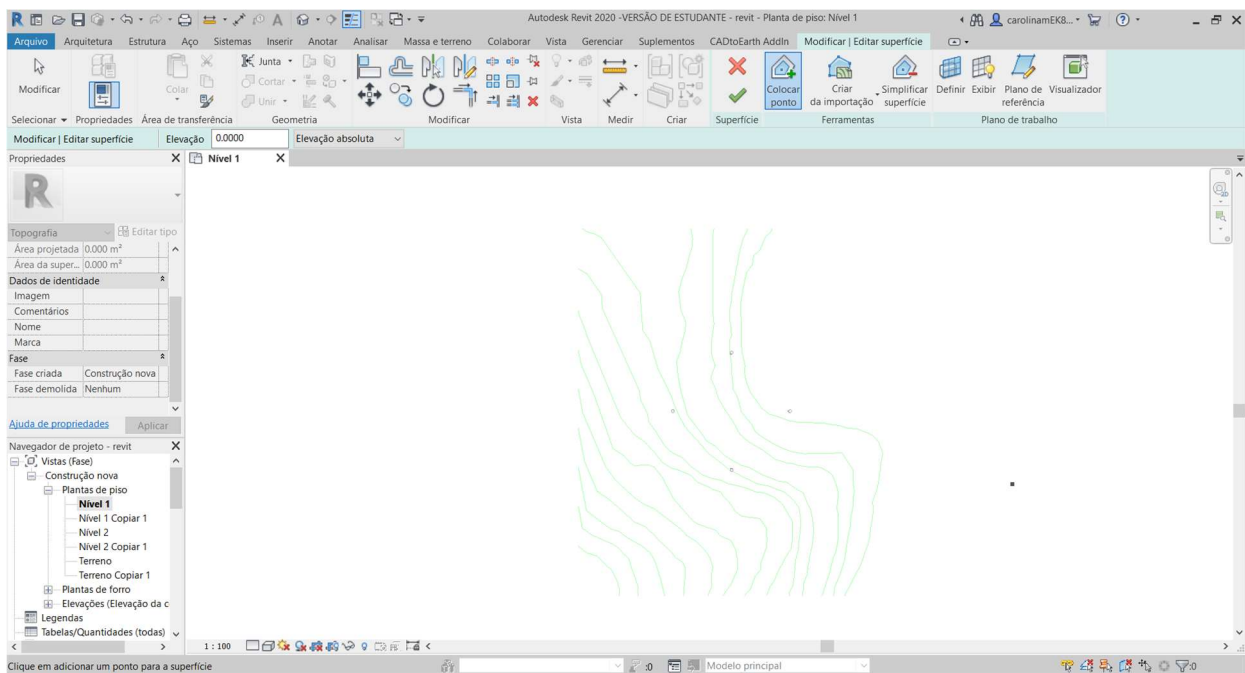 Autodesk Revit 2020 -VERSÃO DE ESTUDANTE - revit - Planta de piso: Nível 1
carolinamEK8...
Arquivo Arquitetura Estrutura Aço Sistemas Inserir Anotar Analisar Massa e terreno Colaborar Vista Gerenciar Suplementos CADtoEarth AddIn Modificar | Editar superfície
Modificar
Colar
Junta
Cortar
Unir
Colocar ponto
Criar da importação
Simplificar superfície
Definir
Exibir
Plano de referência
Visualizador
Selecionar Propriedades Área de transferência Geometria Modificar Vista Medir Criar Superfície Ferramentas Plano de trabalho
Modificar | Editar superfície Elevação 0.0000 Elevação absoluta
Propriedades
Nível 1
R
Topografia Editar tipo
Área projetada 0.000 m²
Área da super... 0.000 m²
Dados de identidade
Imagem
Comentários
Nome
Marca
Fase
Fase criada Construção nova
Fase demolida Nenhum
Ajuda de propriedades Aplicar
Navegador de projeto - revit
Vistas (Fase)
Construção nova
Plantas de piso
Nível 1
Nível 1 Copiar 1
Nível 2
Nível 2 Copiar 1
Terreno
Terreno Copiar 1
Plantas de forro
Elevações (Elevação da c
Legendas
Tabelas/Quantidades (todas)
1 : 100
Clique em adicionar um ponto para a superfície
:0 Modelo principal :0